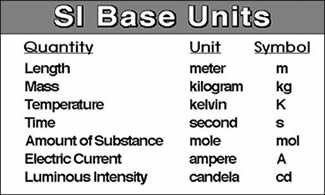 SI Base Units
Quantity Unit Symbol
Length meter m
Mass kilogram kg
Temperature kelvin K
Time second s
Amount of Substance mole mol
Electric Current ampere A
Luminous Intensity candela cd